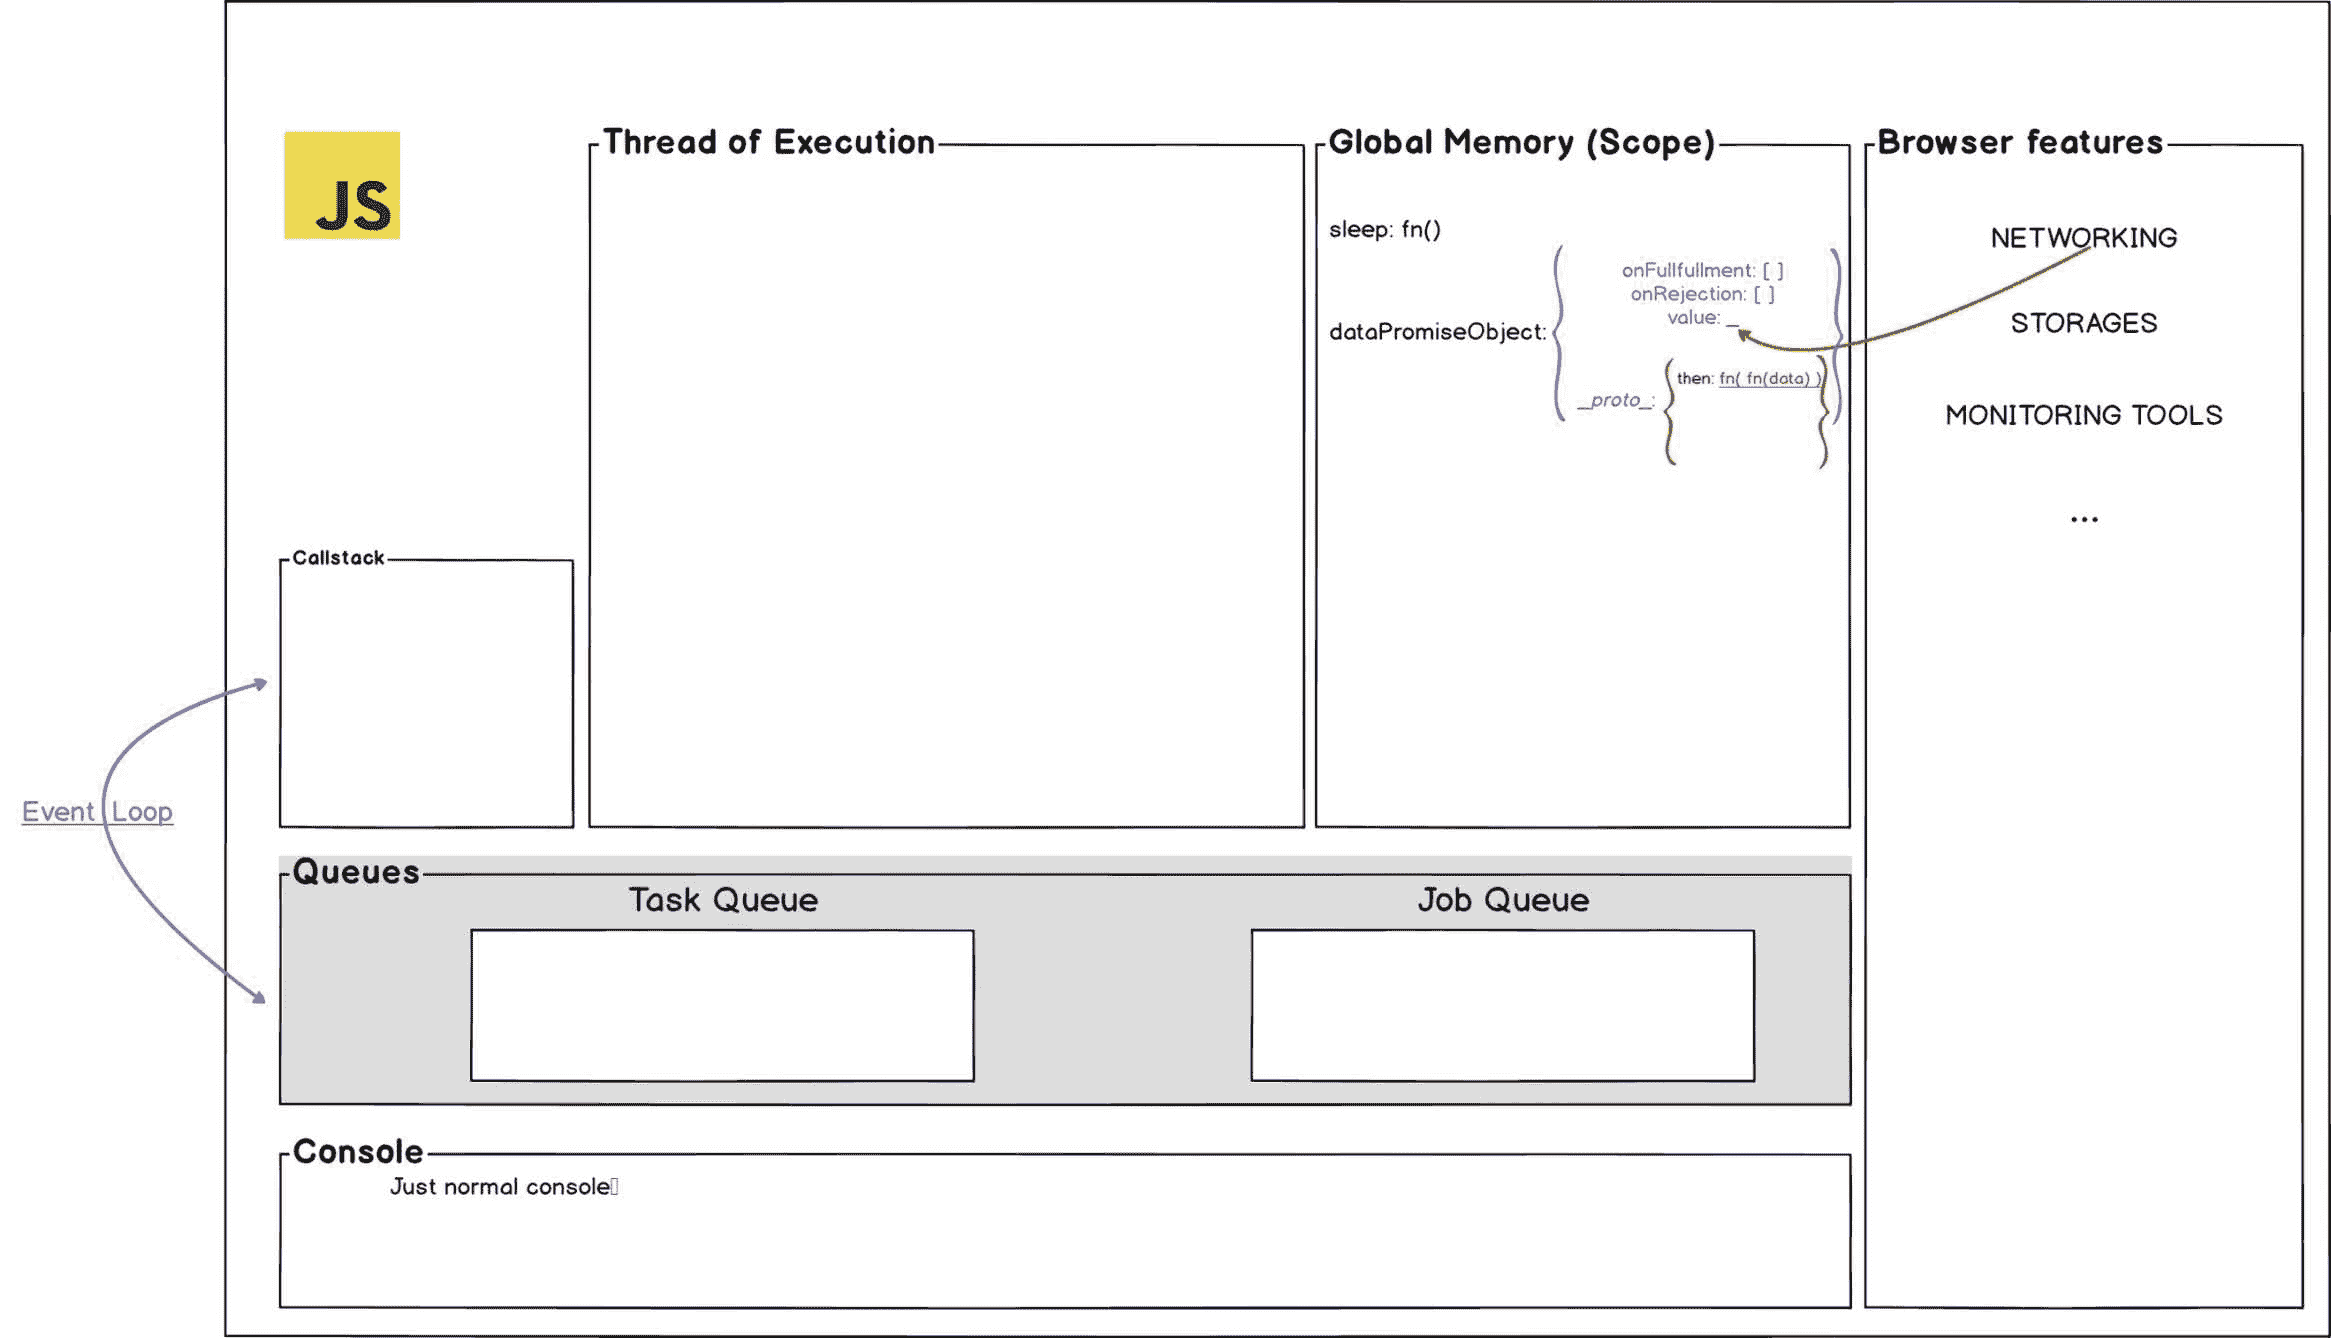 JS
Thread of Execution
Global Memory (Scope)
Browser features
sleep: fn()
onFullfullment: [ ]
onRejection: [ ]
value: _
dataPromiseObject:
then: fn( fn(data) )
_proto_:
NETWORKING
STORAGES
MONITORING TOOLS
...
Callstack
Event Loop
Queues
Task Queue
Job Queue
Console
Just normal console▯